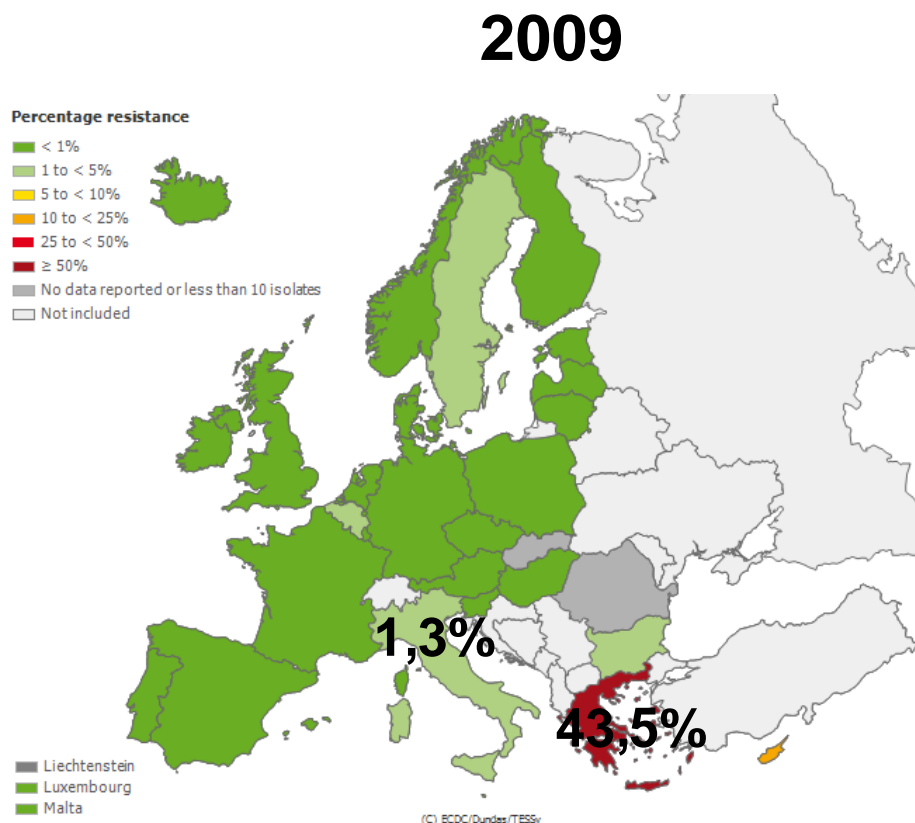 2009
Percentage resistance
< 1%
1 to < 5%
5 to < 10%
10 to < 25%
25 to < 50%
≥ 50%
No data reported or less than 10 isolates
Not included
1,3%
43,5%
Liechtenstein
Luxembourg
Malta
(C) ECDC/Dundas/TESSy